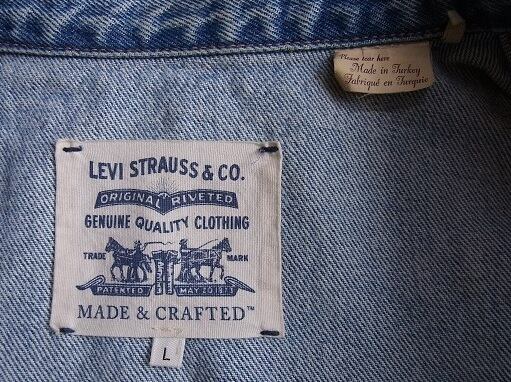 Please tear here
Made in Turkey
Fabriqué en Turquie
LEVI STRAUSS & CO.
ORIGINAL RIVETED
GENUINE QUALITY CLOTHING
TRADE MARK
PATENTED MAY 20 1873
MADE & CRAFTED™
L